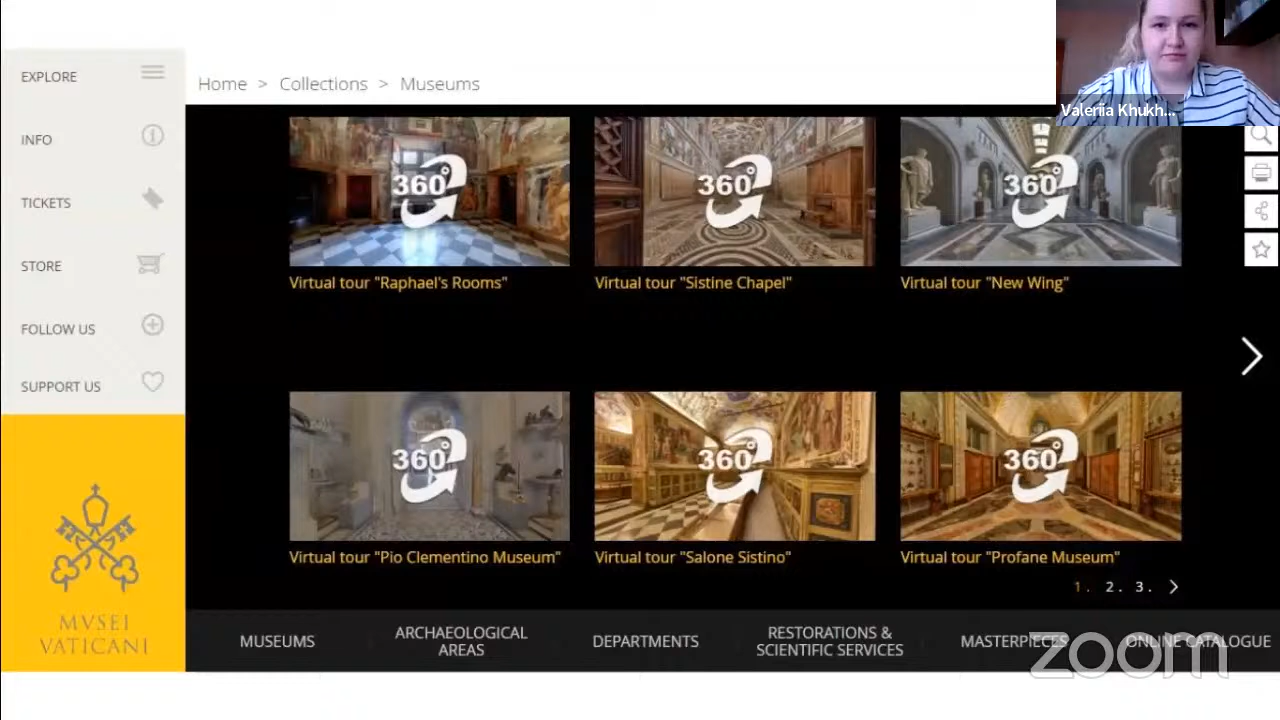 Valeriia Khukh...
EXPLORE
INFO
TICKETS
STORE
FOLLOW US
SUPPORT US
MVSEI
VATICANI
Home > Collections > Museums
360°
360°
360°
Virtual tour "Raphael's Rooms"
Virtual tour "Sistine Chapel"
Virtual tour "New Wing"
360°
360°
360°
Virtual tour "Pio Clementino Museum"
Virtual tour "Salone Sistino"
Virtual tour "Profane Museum"
1. 2. 3. >
MUSEUMS
ARCHAEOLOGICAL
AREAS
DEPARTMENTS
RESTORATIONS &
SCIENTIFIC SERVICES
MASTERPIECES
ONLINE CATALOGUE
zoom